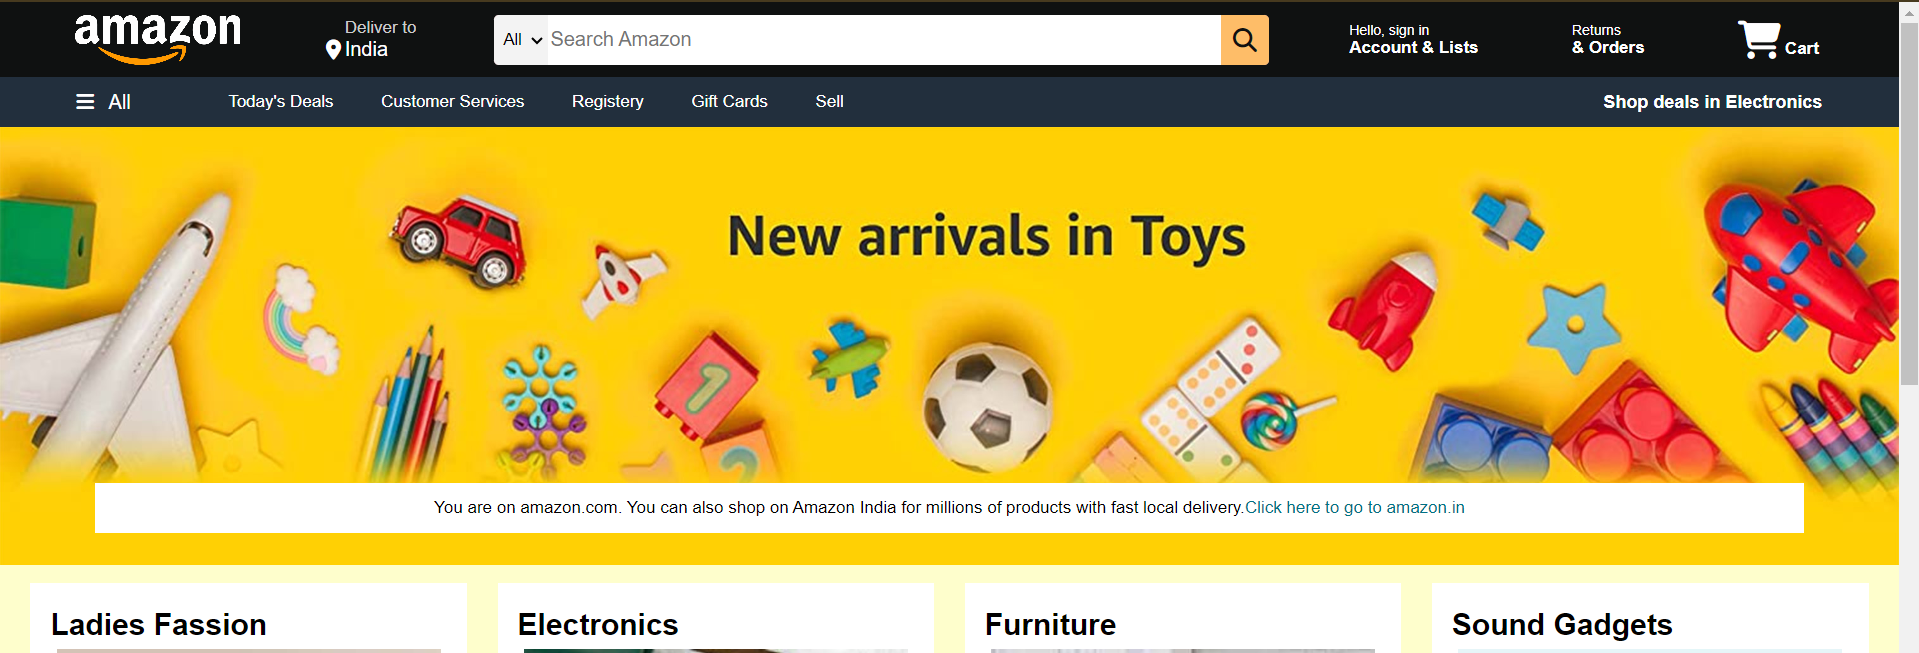 amazon
Deliver to
India
All
Search Amazon
Hello, sign in
Account & Lists
Returns
& Orders
Cart
All
Today's Deals
Customer Services
Registery
Gift Cards
Sell
Shop deals in Electronics
New arrivals in Toys
1
2
You are on amazon.com. You can also shop on Amazon India for millions of products with fast local delivery.Click here to go to amazon.in
Ladies Fassion
Electronics
Furniture
Sound Gadgets